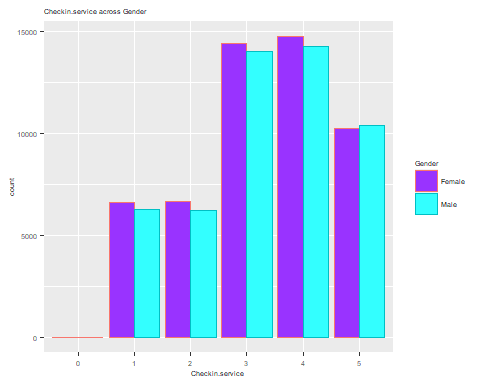 Checkin.service across Gender
15000
10000
5000
0
count
0 1 2 3 4 5
Checkin.service
Gender
Female
Male